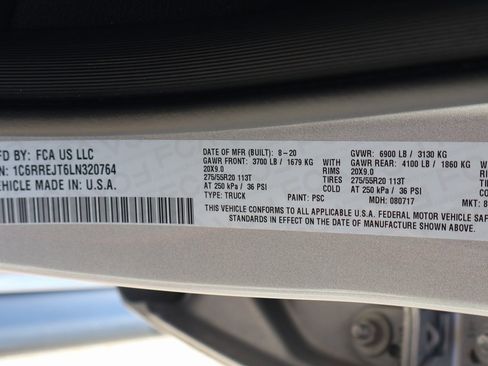 FD BY: FCA US LLC
N: 1C6RREJT6LN320764
VEHICLE MADE IN U.S.A.
DATE OF MFR (BUILT): 8-20
GAWR FRONT: 3700 LB / 1679 KG
20X9.0
275/55R20 113T
AT 250 kPa / 36 PSI
TYPE: TRUCK
PAINT: PSC
GVWR: 6900 LB / 3130 KG
GAWR REAR: 4100 LB / 1860 KG
WITH
TIRES
RIMS
20X9.0
275/55R20 113T
AT 250 kPa / 36 PSI
MDH: 080717
MKT: 8
THIS VEHICLE CONFORMS TO ALL APPLICABLE U.S.A. FEDERAL MOTOR VEHICLE SA
STANDARDS IN EFFECT ON THE DATE OF MANUFACTURE SHOWN ABOVE.